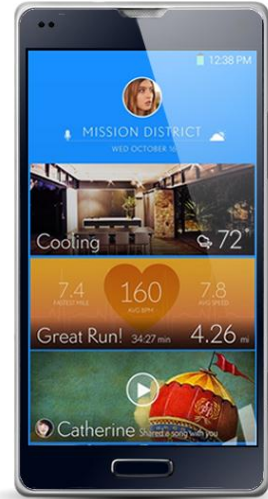 12:38 PM
MISSION DISTRICT
WED OCTOBER 16
Cooling 72°
7.4 160 7.8
FASTEST MILE AVG BPM AVG SPEED
Great Run! 34:27 min 4.26 mi
Catherine Shared a song with you